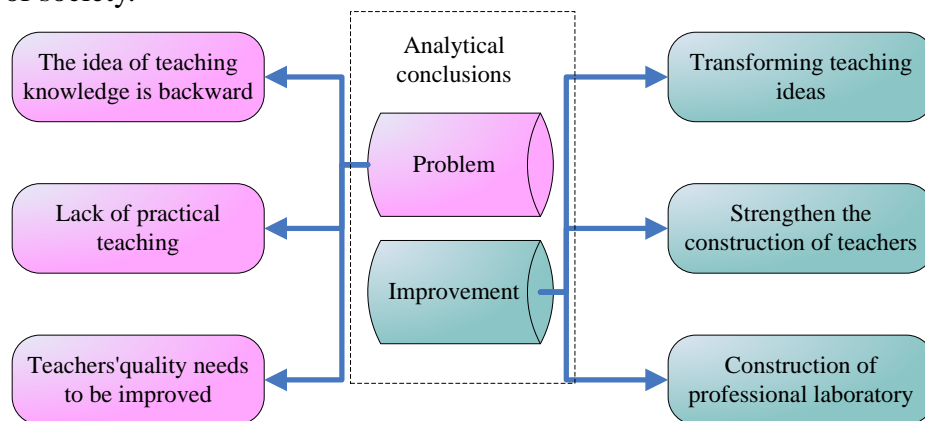 of society.
The idea of teaching
knowledge is backward
Lack of practical
teaching
Teachers'quality needs
to be improved
Analytical
conclusions
Problem
Improvement
Transforming teaching
ideas
Strengthen the
construction of teachers
Construction of
professional laboratory